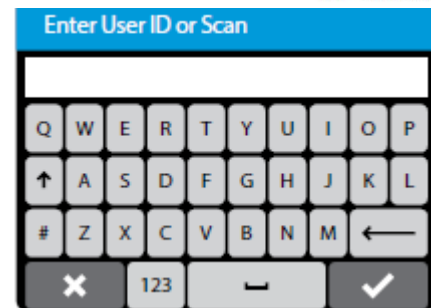 Enter User ID or Scan
Q W E R T Y U I O P
A S D F G H J K L
# Z X C V B N M
123